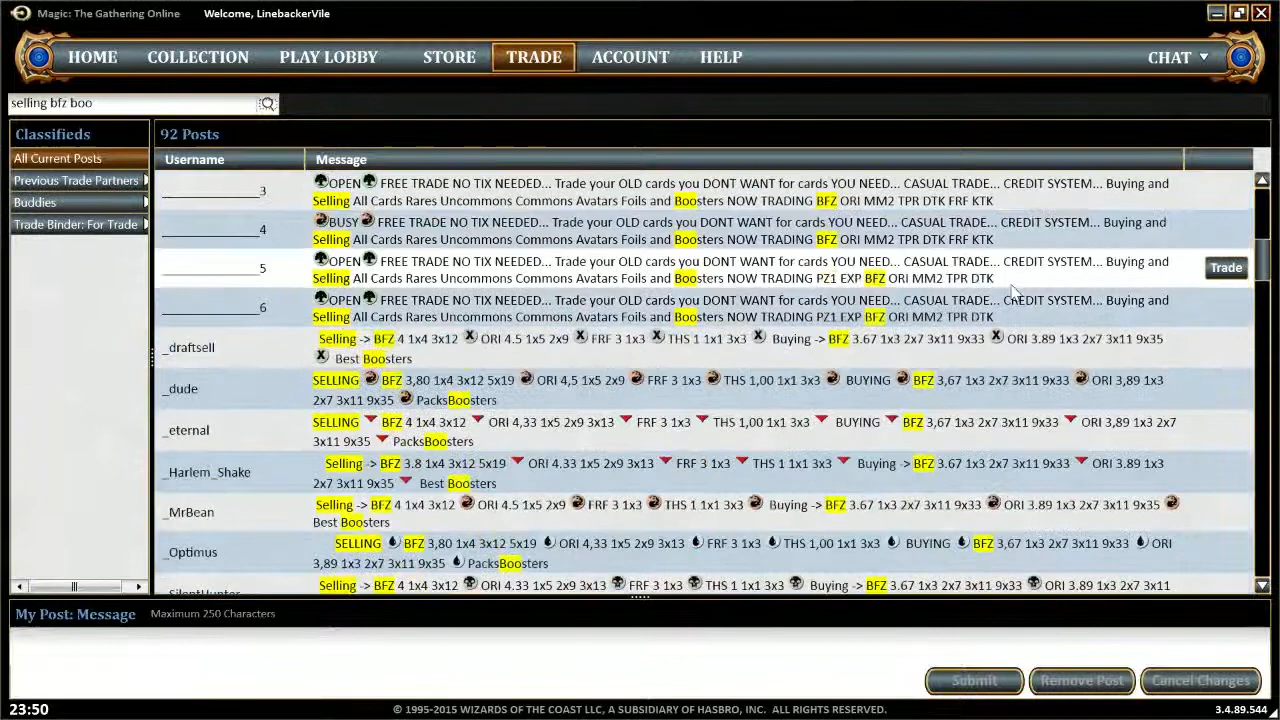 Magic: The Gathering Online Welcome, LinebackerVile
HOME COLLECTION PLAY LOBBY STORE TRADE ACCOUNT HELP CHAT
selling bfz boo
Classifieds
All Current Posts
Previous Trade Partners
Buddies
Trade Binder: For Trade
92 Posts
Username Message
_______________3
OPEN FREE TRADE NO TIX NEEDED... Trade your OLD cards you DONT WANT for cards YOU NEED... CASUAL TRADE... CREDIT SYSTEM... Buying and
Selling All Cards Rares Uncommons Commons Avatars Foils and Boosters NOW TRADING BFZ ORI MM2 TPR DTK FRF KTK
_______________4
BUSY FREE TRADE NO TIX NEEDED... Trade your OLD cards you DONT WANT for cards YOU NEED... CASUAL TRADE... CREDIT SYSTEM... Buying and
Selling All Cards Rares Uncommons Commons Avatars Foils and Boosters NOW TRADING BFZ ORI MM2 TPR DTK FRF KTK
_______________5
OPEN FREE TRADE NO TIX NEEDED... Trade your OLD cards you DONT WANT for cards YOU NEED... CASUAL TRADE... CREDIT SYSTEM... Buying and
Selling All Cards Rares Uncommons Commons Avatars Foils and Boosters NOW TRADING PZ1 EXP BFZ ORI MM2 TPR DTK
Trade
_______________6
OPEN FREE TRADE NO TIX NEEDED... Trade your OLD cards you DONT WANT for cards YOU NEED... CASUAL TRADE... CREDIT SYSTEM... Buying and
Selling All Cards Rares Uncommons Commons Avatars Foils and Boosters NOW TRADING PZ1 EXP BFZ ORI MM2 TPR DTK
_draftsell
Selling -> BFZ 4 1x4 3x12 ORI 4.5 1x5 2x9 FRF 3 1x3 THS 1 1x1 3x3 Buying -> BFZ 3.67 1x3 2x7 3x11 9x33 ORI 3.89 1x3 2x7 3x11 9x35
Best Boosters
_dude
SELLING BFZ 3,80 1x4 3x12 5x19 ORI 4,5 1x5 2x9 FRF 3 1x3 THS 1,00 1x1 3x3 BUYING BFZ 3,67 1x3 2x7 3x11 9x33 ORI 3,89 1x3
2x7 3x11 9x35 PacksBoosters
_eternal
SELLING BFZ 4 1x4 3x12 ORI 4,33 1x5 2x9 3x13 FRF 3 1x3 THS 1,00 1x1 3x3 BUYING BFZ 3,67 1x3 2x7 3x11 9x33 ORI 3,89 1x3 2x7
3x11 9x35 PacksBoosters
_Harlem_Shake
Selling -> BFZ 3.8 1x4 3x12 5x19 ORI 4.33 1x5 2x9 3x13 FRF 3 1x3 THS 1 1x1 3x3 Buying -> BFZ 3.67 1x3 2x7 3x11 9x33 ORI 3.89 1x3
2x7 3x11 9x35 Best Boosters
_MrBean
Selling -> BFZ 4 1x4 3x12 ORI 4.5 1x5 2x9 FRF 3 1x3 THS 1 1x1 3x3 Buying -> BFZ 3.67 1x3 2x7 3x11 9x33 ORI 3.89 1x3 2x7 3x11 9x35
Best Boosters
_Optimus
SELLING BFZ 3,80 1x4 3x12 5x19 ORI 4,33 1x5 2x9 3x13 FRF 3 1x3 THS 1,00 1x1 3x3 BUYING BFZ 3,67 1x3 2x7 3x11 9x33 ORI
3,89 1x3 2x7 3x11 9x35 PacksBoosters
_SilentHunter
Selling -> BFZ 4 1x4 3x12 ORI 4.33 1x5 2x9 3x13 FRF 3 1x3 THS 1 1x1 3x3 Buying -> BFZ 3.67 1x3 2x7 3x11 9x33 ORI 3.89 1x3 2x7 3x11
My Post: Message Maximum 250 Characters
Submit Remove Post Cancel Changes
23:50 © 1995-2015 WIZARDS OF THE COAST LLC, A SUBSIDIARY OF HASBRO, INC. ALL RIGHTS RESERVED. 3.4.89.544